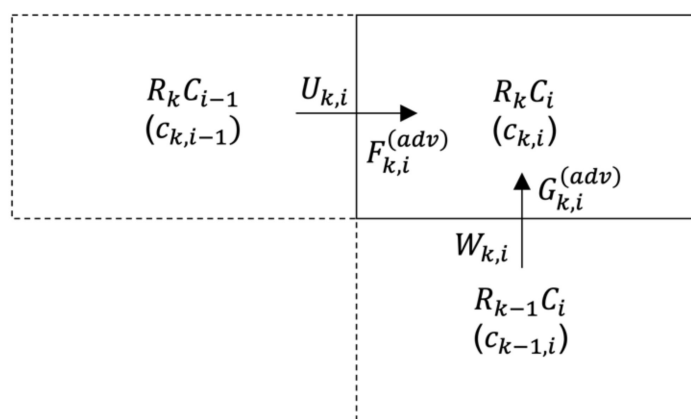 R_kC_{i−1}
(c_{k,i−1})
U_{k,i}
F_{k,i}^{(adv)}
R_kC_i
(c_{k,i})
G_{k,i}^{(adv)}
W_{k,i}
R_{k−1}C_i
(c_{k−1,i})